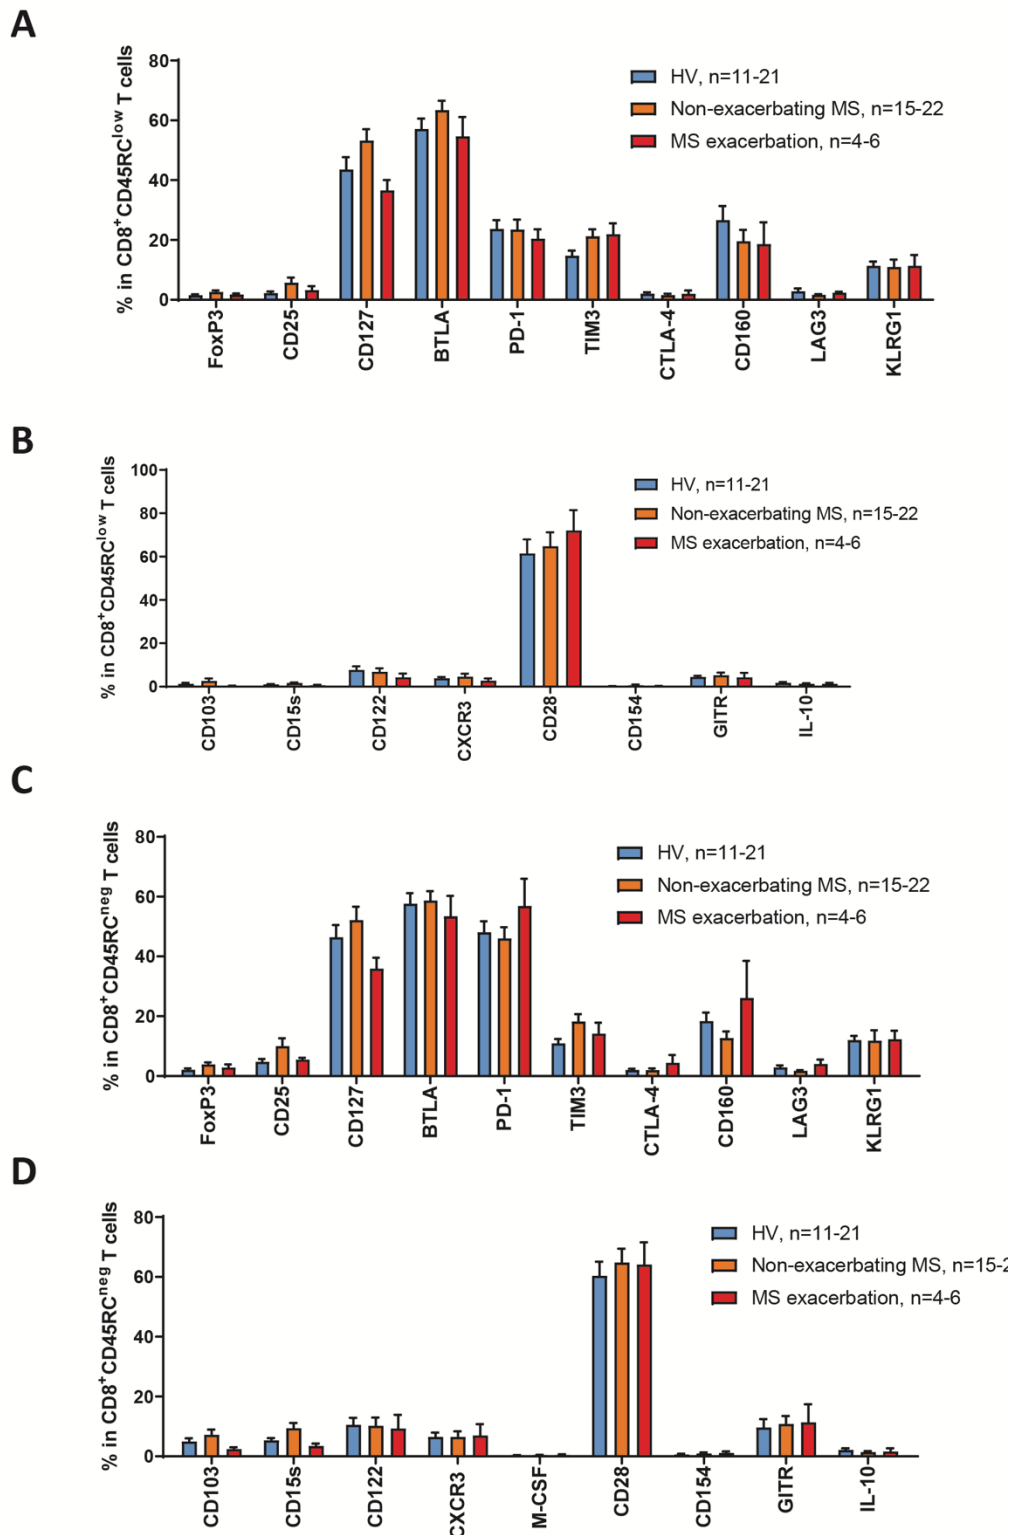 A
% in CD8+CD45RClow T cells
80
60
40
20
0
HV, n=11-21
Non-exacerbating MS, n=15-22
MS exacerbation, n=4-6
FoxP3
CD25
CD127
BTLA
PD-1
TIM3
CTLA-4
CD160
LAG3
KLRG1
B
% in CD8+CD45RClow T cells
100
80
60
40
20
0
HV, n=11-21
Non-exacerbating MS, n=15-22
MS exacerbation, n=4-6
CD103
CD15s
CD122
CXCR3
CD28
CD154
GITR
IL-10
C
% in CD8+CD45RCneg T cells
80
60
40
20
0
HV, n=11-21
Non-exacerbating MS, n=15-22
MS exacerbation, n=4-6
FoxP3
CD25
CD127
BTLA
PD-1
TIM3
CTLA-4
CD160
LAG3
KLRG1
D
% in CD8+CD45RCneg T cells
80
60
40
20
0
HV, n=11-21
Non-exacerbating MS, n=15-2
MS exacerbation, n=4-6
CD103
CD15s
CD122
CXCR3
M-CSF
CD28
CD154
GITR
IL-10